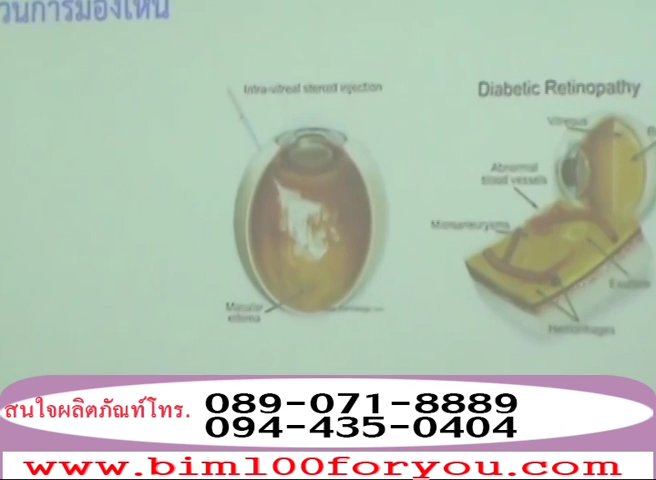 วนการมองเห็น
Intra-vitreal steroid injection
Diabetic Retinopathy
Vitreous
Abnormal
blood vessels
Microaneurysms
Macular
edema
Hemorrhages
สนใจผลิตภัณฑ์โทร. 089-071-8889
094-435-0404
www.bim100foryou.com